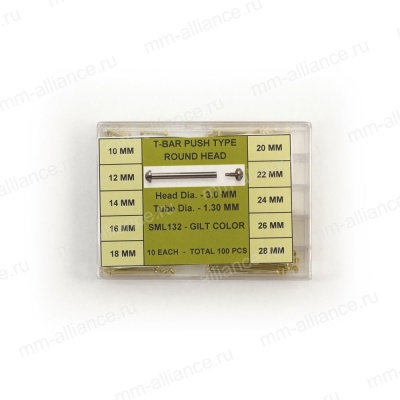 T-BAR PUSH TYPE
ROUND HEAD
10 MM
12 MM
14 MM
16 MM
18 MM
Head Dia. - 3.0 MM
Tube Dia. - 1.30 MM
SML132 - GILT COLOR
10 EACH - TOTAL 100 PCS
20 MM
22 MM
24 MM
26 MM
28 MM
mm-alliance.ru